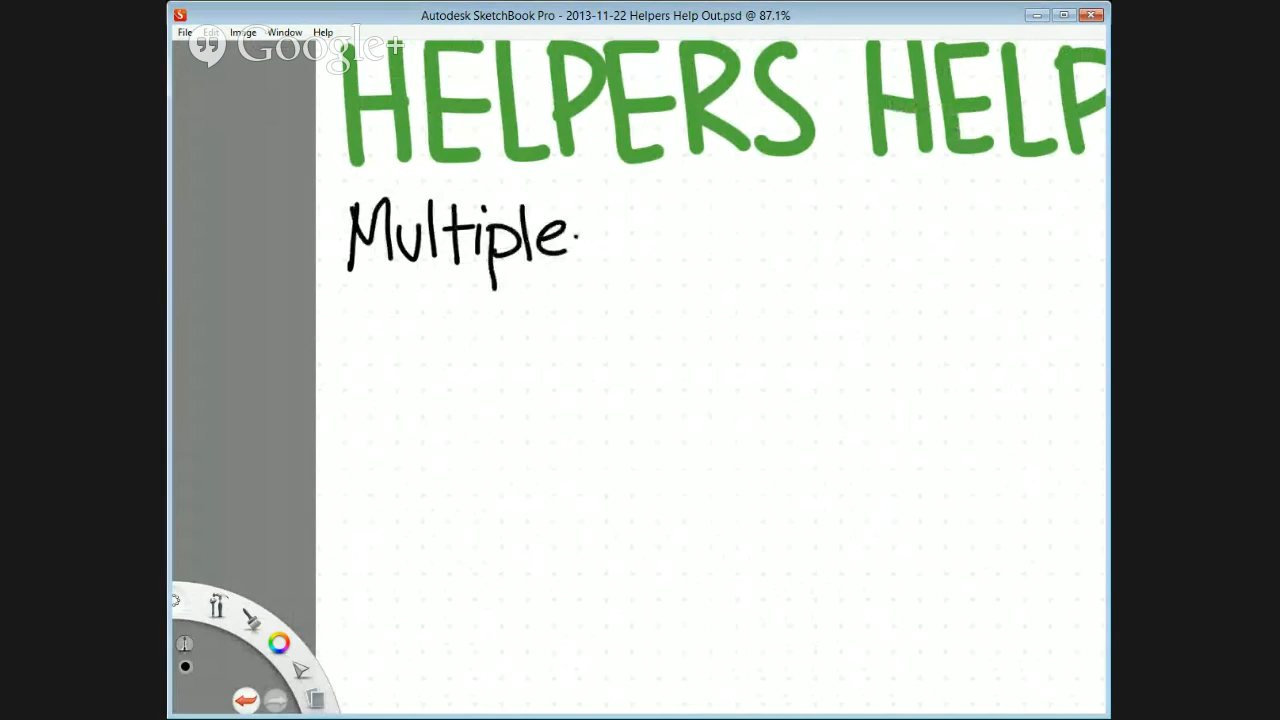 Autodesk SketchBook Pro - 2013-11-22 Helpers Help Out.psd @ 87.1%
File Edit Image Window Help
Google+
HELPERS HELP
Multiple